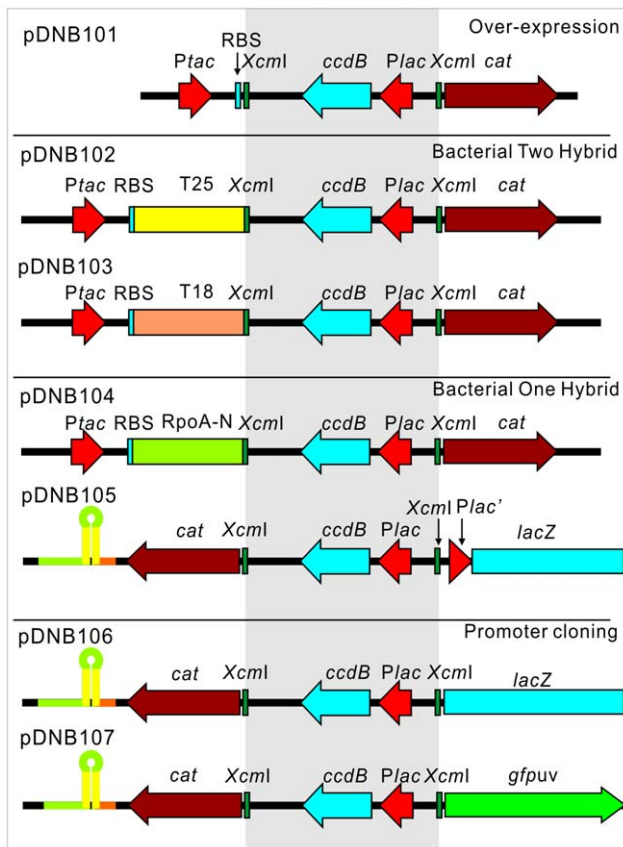 pDNB101 Over-expression
RBS
Ptac XcmI ccdB Plac XcmI cat
pDNB102 Bacterial Two Hybrid
Ptac RBS T25 XcmI ccdB Plac XcmI cat
pDNB103
Ptac RBS T18 XcmI ccdB Plac XcmI cat
pDNB104 Bacterial One Hybrid
Ptac RBS RpoA-N XcmI ccdB Plac XcmI cat
pDNB105
XcmI Plac’
cat XcmI ccdB Plac lacZ
pDNB106 Promoter cloning
cat XcmI ccdB Plac XcmI lacZ
pDNB107
cat XcmI ccdB Plac XcmI gfpuv